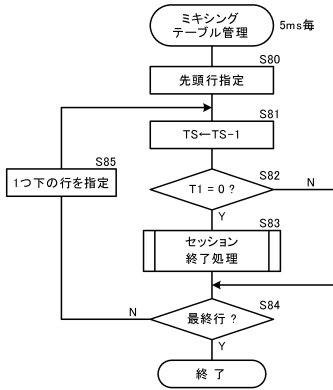 ミキシング
テーブル管理
5ms毎
S80
先頭行指定
S81
TS←TS-1
S85
1つ下の行を指定
S82
T1 = 0 ?
N
Y
S83
セッション
終了処理
S84
最終行 ?
N
Y
終 了